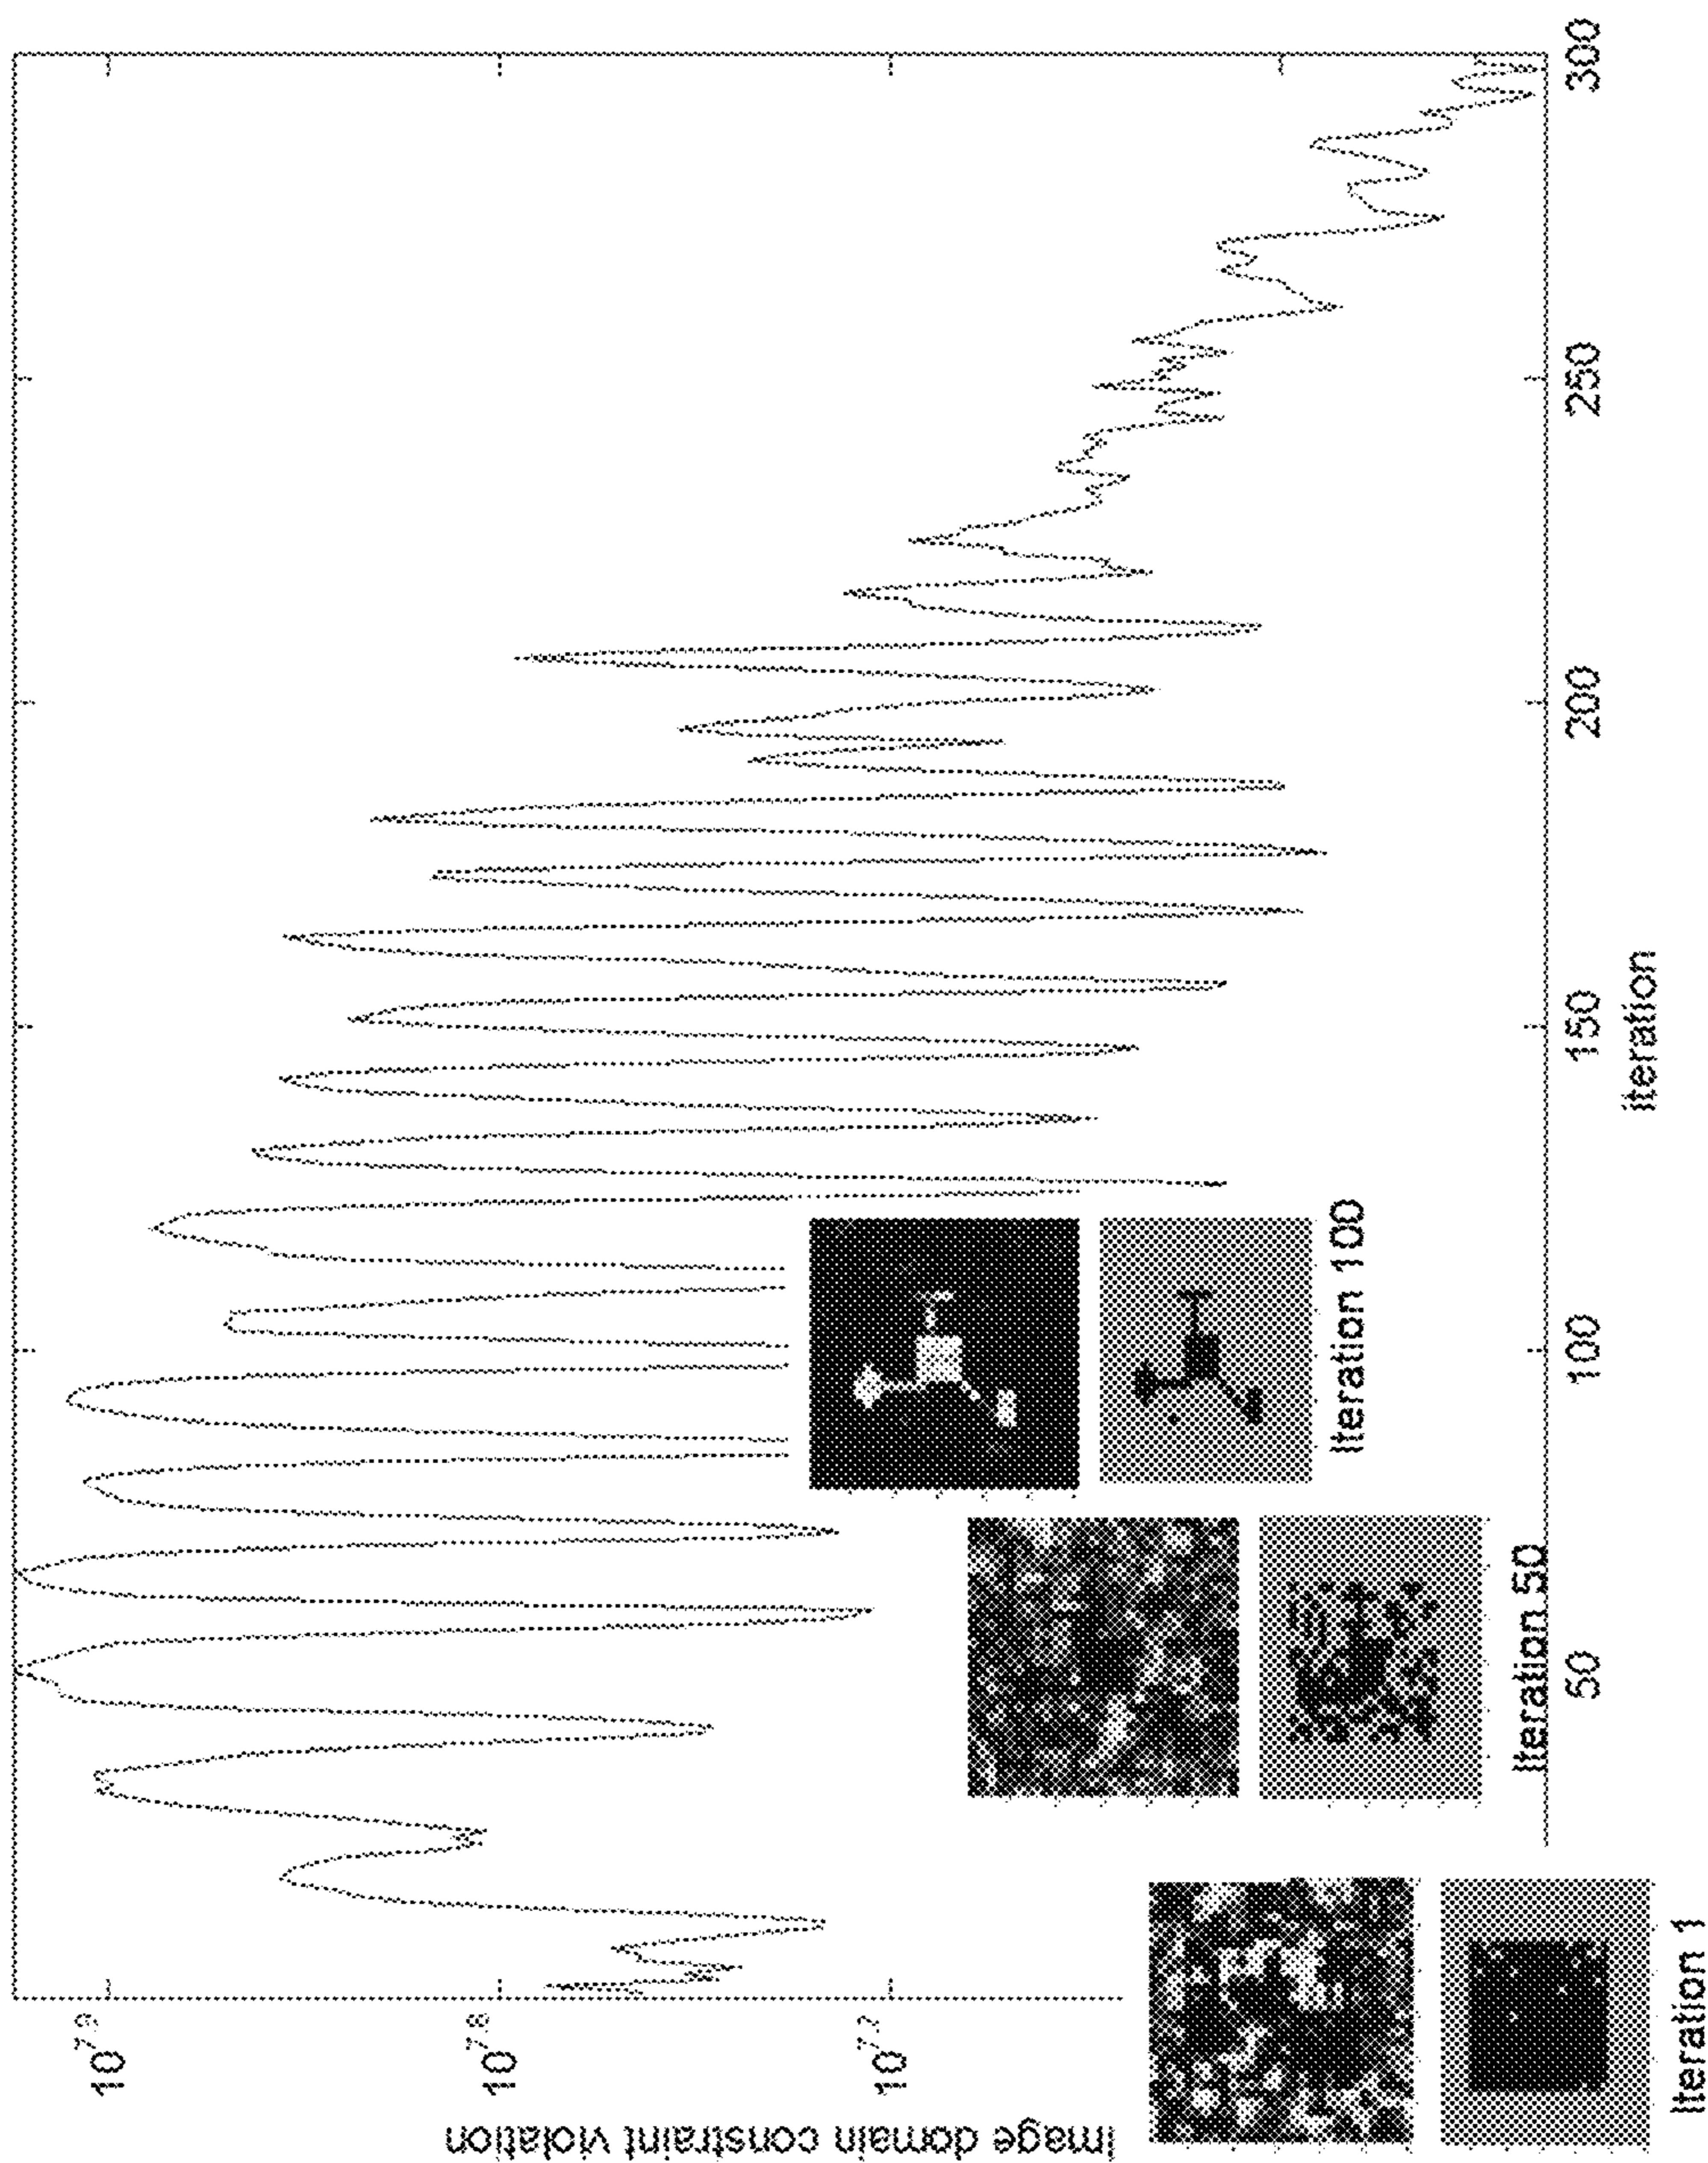 image domain constraint violation
10^7.9
10^7.8
10^7.7
Iteration 1
Iteration 50
Iteration 100
50
100
150
200
250
300
iteration